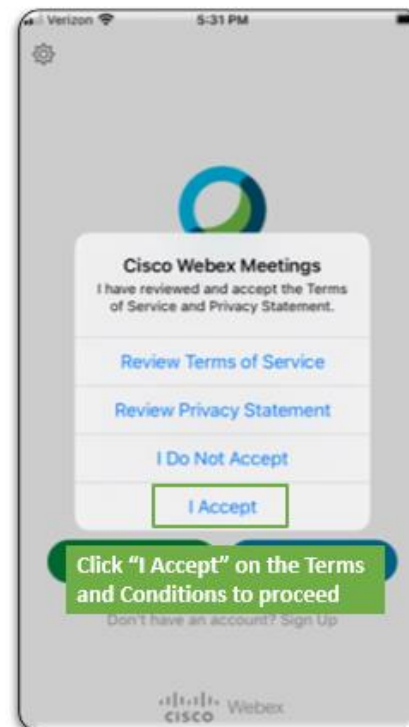 Verizon 5:31 PM
Cisco Webex Meetings
I have reviewed and accept the Terms
of Service and Privacy Statement.
Review Terms of Service
Review Privacy Statement
I Do Not Accept
I Accept
Click “I Accept” on the Terms
and Conditions to proceed
Don't have an account? Sign Up
CISCO Webex